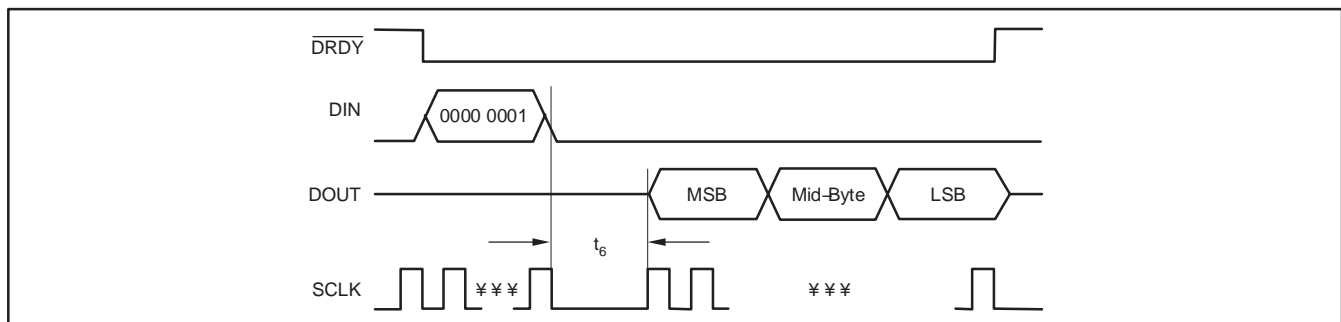 DRDY
DIN
0000 0001
DOUT
MSB
Mid–Byte
LSB
t6
SCLK
¥ ¥ ¥
¥ ¥ ¥